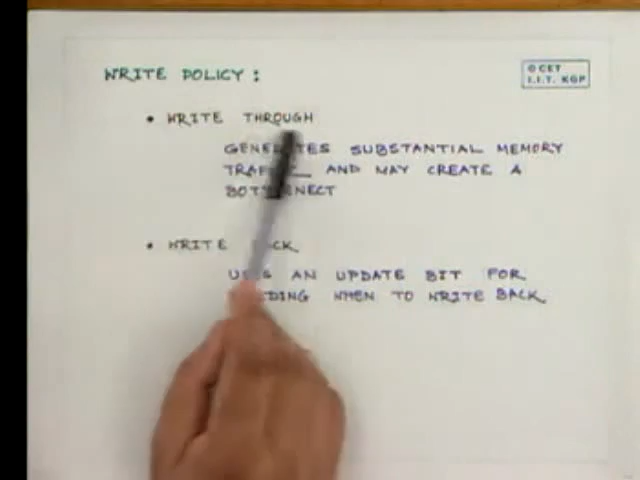 WRITE POLICY:
© CET
I.I.T. KGP
• WRITE THROUGH
SUBSTANTIAL MEMORY
AND MAY CREATE A
• WRITE
AN UPDATE BIT FOR
WHEN TO WRITE BACK